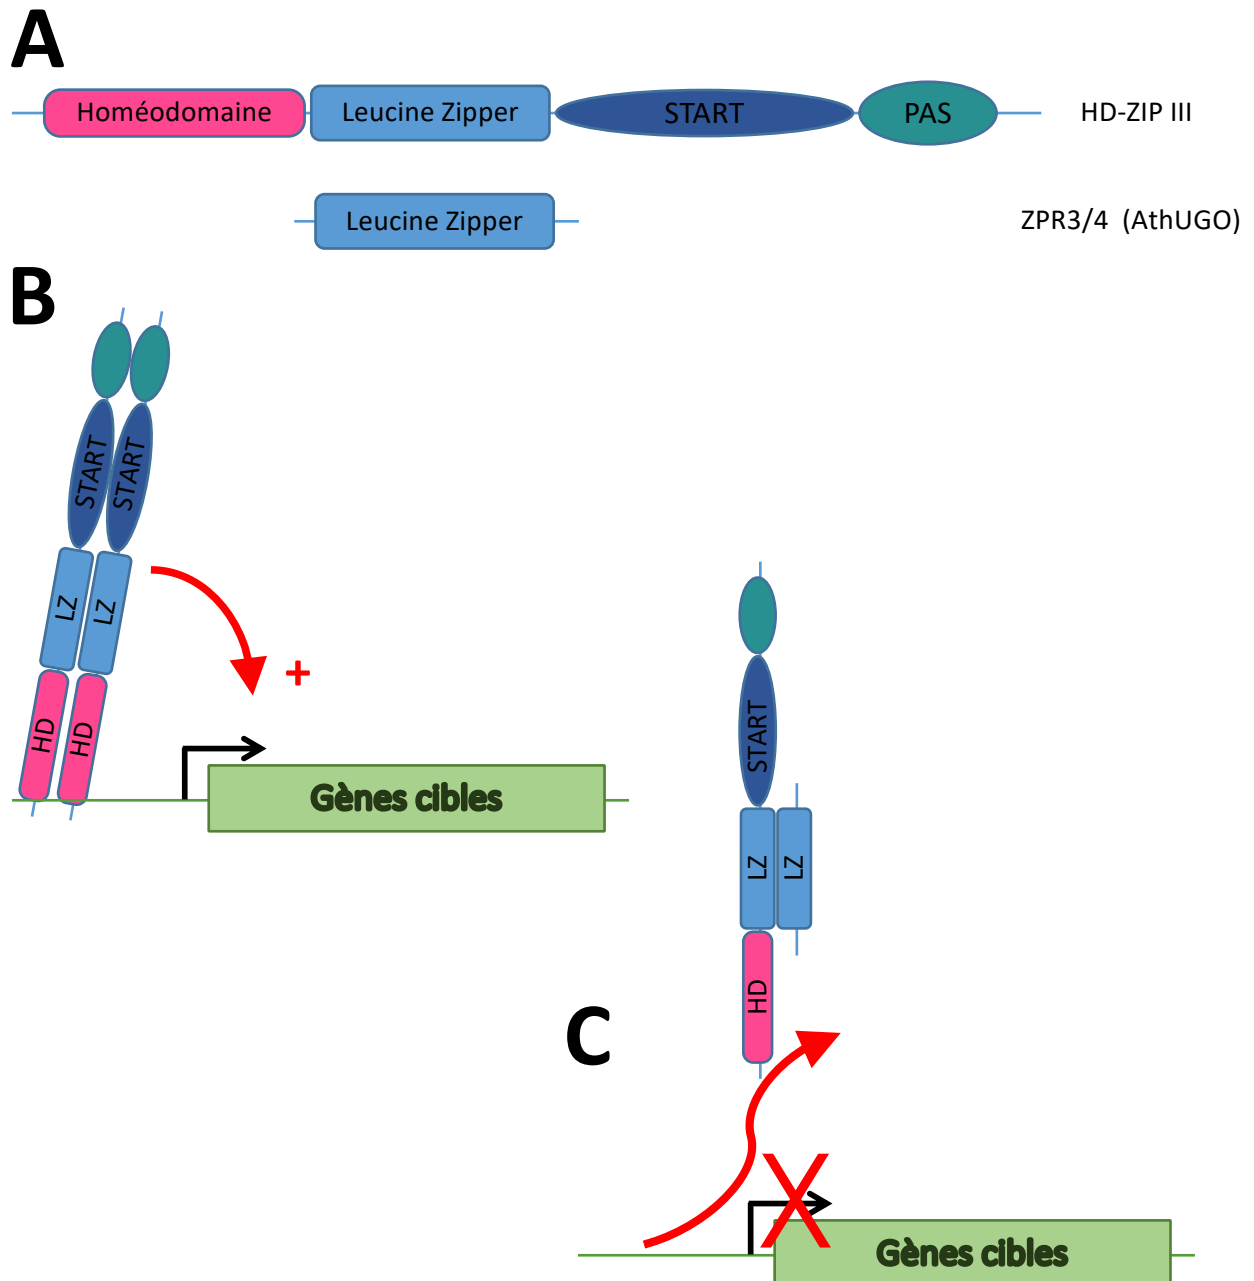 A
Homéodomaine Leucine Zipper START PAS HD-ZIP III
Leucine Zipper ZPR3/4 (AthUGO)
B
START START
LZ LZ
+
HD HD
Gènes cibles
START
LZ LZ
HD
C
X
Gènes cibles